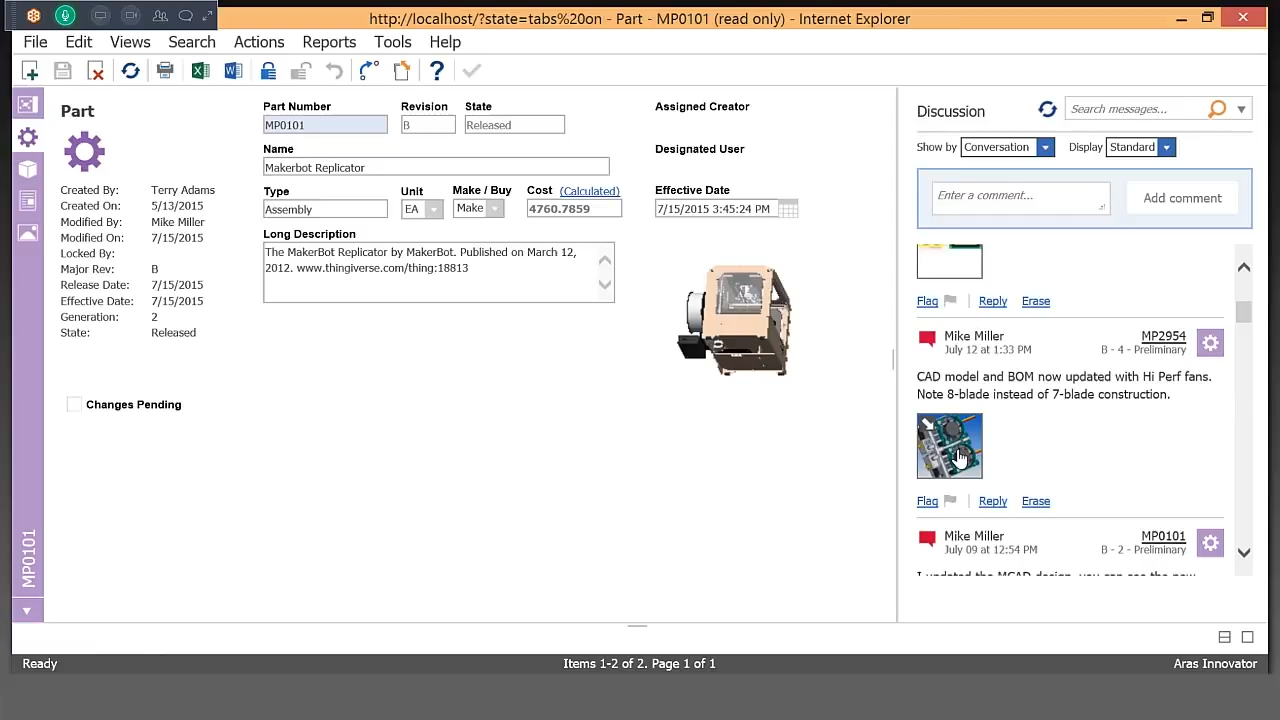 http://localhost/?state=tabs%20on - Part - MP0101 (read only) - Internet Explorer
File Edit Views Search Actions Reports Tools Help
Part
Created By: Terry Adams
Created On: 5/13/2015
Modified By: Mike Miller
Modified On: 7/15/2015
Locked By:
Major Rev: B
Release Date: 7/15/2015
Effective Date: 7/15/2015
Generation: 2
State: Released
Changes Pending
MP0101
Part Number Revision State
MP0101 B Released
Name
Makerbot Replicator
Type Unit Make / Buy Cost (Calculated)
Assembly EA Make 4760.7859
Long Description
The MakerBot Replicator by MakerBot. Published on March 12,
2012. www.thingiverse.com/thing:18813
Assigned Creator
Designated User
Effective Date
7/15/2015 3:45:24 PM
Discussion Search messages...
Show by Conversation Display Standard
Enter a comment... Add comment
Flag Reply Erase
Mike Miller MP2954
July 12 at 1:33 PM B - 4 - Preliminary
CAD model and BOM now updated with Hi Perf fans.
Note 8-blade instead of 7-blade construction.
Flag Reply Erase
Mike Miller MP0101
July 09 at 12:54 PM B - 2 - Preliminary
I updated the MCAD design, you can see the new
Ready Items 1-2 of 2. Page 1 of 1 Aras Innovator